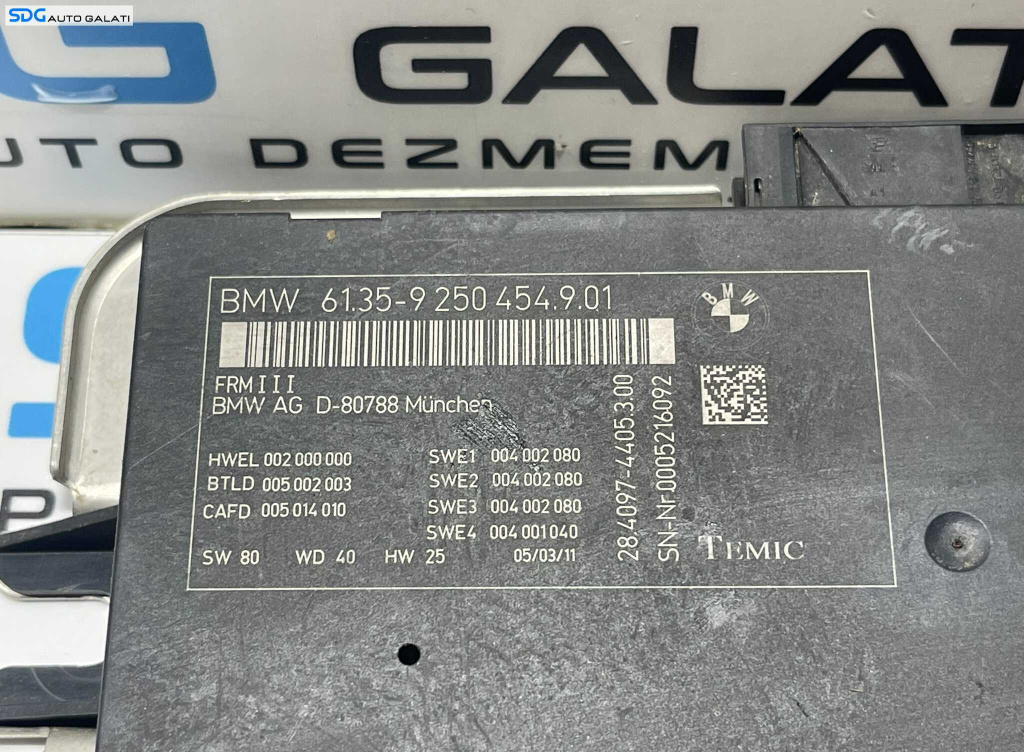 SDG AUTO GALATI
GALAT
UTO DEZMEM
BMW 61.35-9 250 454.9.01
BMW
FRMIII
BMW AG D-80788 München
HWEL 002 000 000
BTLD 005 002 003
CAFD 005 014 010
SWE1 004 002 080
SWE2 004 002 080
SWE3 004 002 080
SWE4 004 001 040
SW 80 WD 40 HW 25 05/03/11
28.4097-4405.3.00
SN-Nr.0005216092
TEMIC
P